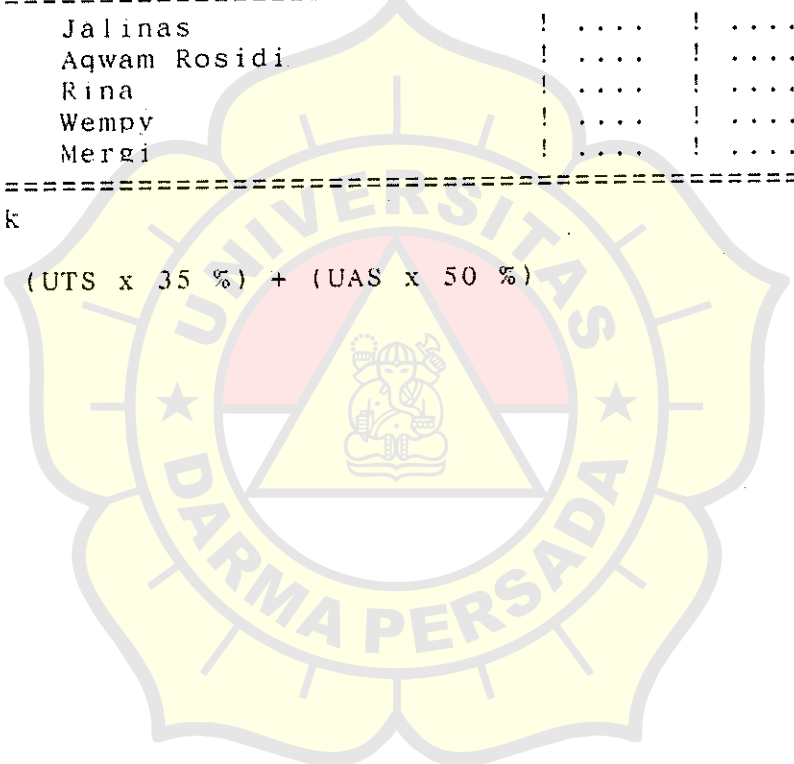 Jalinas ! .... ! ....
Aqwam Rosidi ! .... ! ....
Rina ! .... ! ....
Wempy ! .... ! ....
Mergi ! .... ! ....
==============================================
k
(UTS x 35 %) + (UAS x 50 %)
UNIVERSITAS
DARMA PERSADA